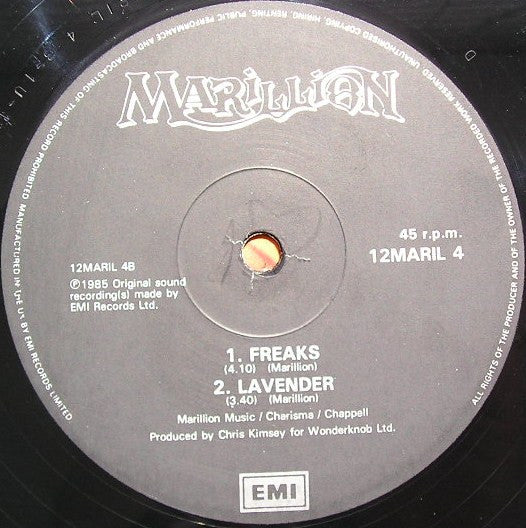 MARILLION
45 r.p.m.
12MARIL 4
12MARIL 4B
Ⓟ1985 Original sound
recording(s) made by
EMI Records Ltd.
1. FREAKS
(4.10) (Marillion)
2. LAVENDER
(3.40) (Marillion)
Marillion Music / Charisma / Chappell
Produced by Chris Kimsey for Wonderknob Ltd.
EMI
ALL RIGHTS OF THE PRODUCER AND OF THE OWNER OF THE RECORDED WORK RESERVED
UNAUTHORISED COPYING, HIRING, RENTING, PUBLIC PERFORMANCE AND BROADCASTING OF THIS RECORD PROHIBITED
MANUFACTURED IN THE UK BY EMI RECORDS LIMITED